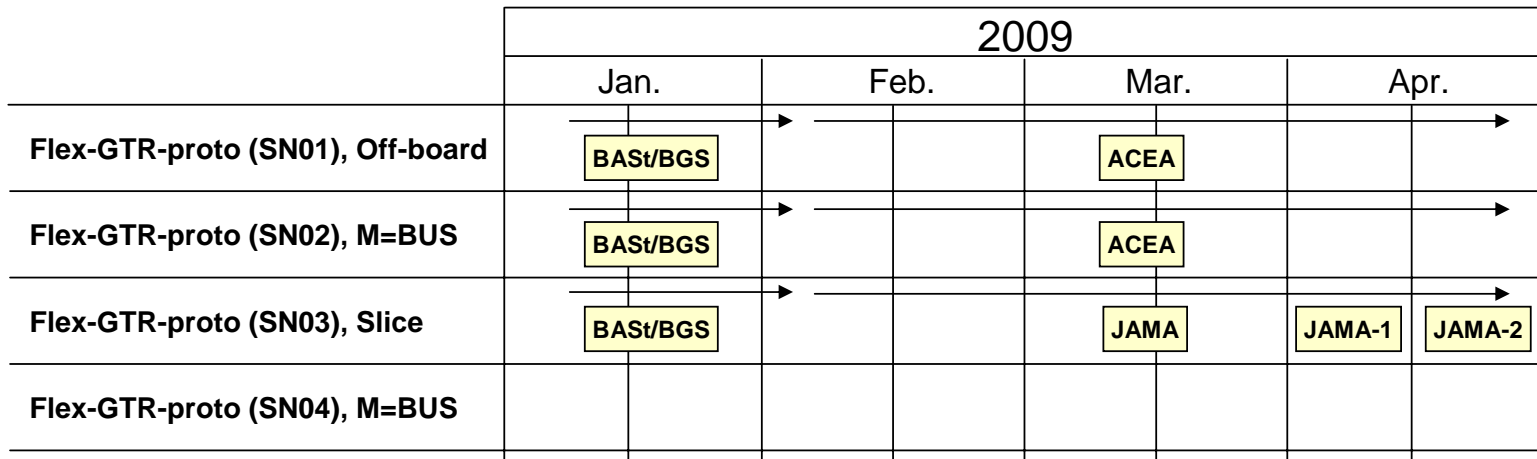 2009
Jan. Feb. Mar. Apr.
Flex-GTR-proto (SN01), Off-board BASt/BGS ACEA
Flex-GTR-proto (SN02), M=BUS BASt/BGS ACEA
Flex-GTR-proto (SN03), Slice BASt/BGS JAMA JAMA-1 JAMA-2
Flex-GTR-proto (SN04), M=BUS